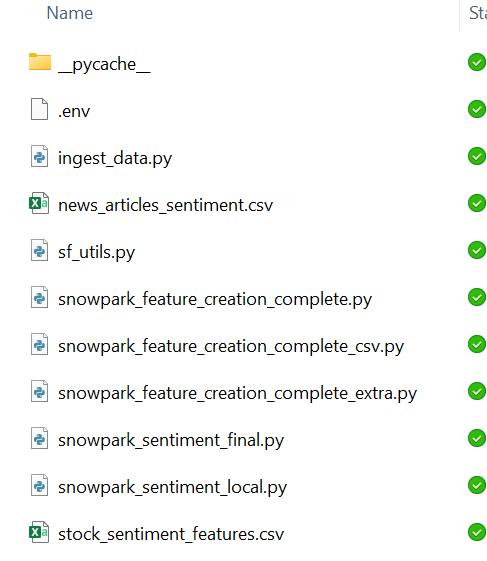 Name Sta
__pycache__
.env
ingest_data.py
news_articles_sentiment.csv
sf_utils.py
snowpark_feature_creation_complete.py
snowpark_feature_creation_complete_csv.py
snowpark_feature_creation_complete_extra.py
snowpark_sentiment_final.py
snowpark_sentiment_local.py
stock_sentiment_features.csv